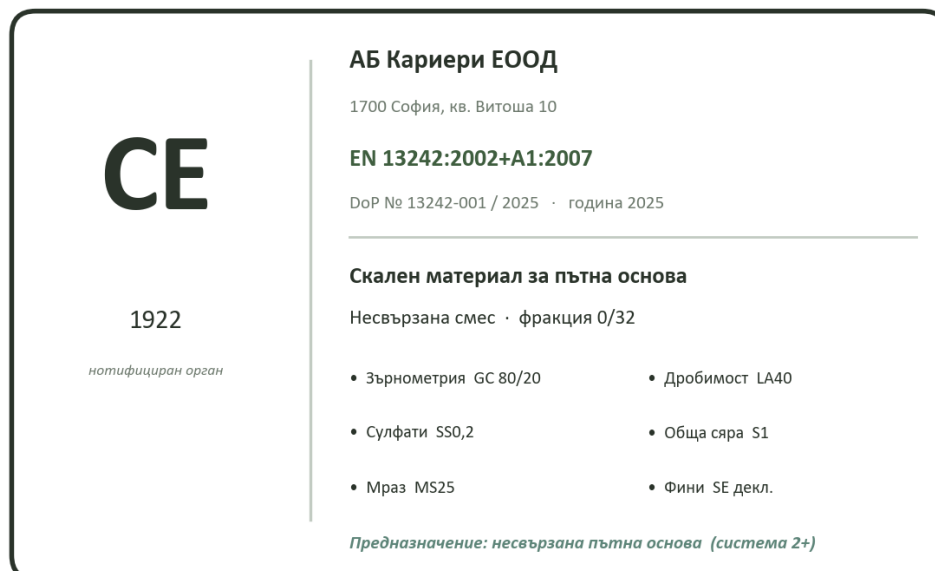 CE
1922
нотифициран орган
АБ Кариери ЕООД
1700 София, кв. Витоша 10
EN 13242:2002+A1:2007
DoP № 13242-001 / 2025 · година 2025
Скален материал за пътна основа
Несвързана смес · фракция 0/32
• Зърнометрия GC 80/20
• Дробимост LA40
• Сулфати SS0,2
• Обща сяра S1
• Мраз MS25
• Фини SE декл.
Предназначение: несвързана пътна основа (система 2+)